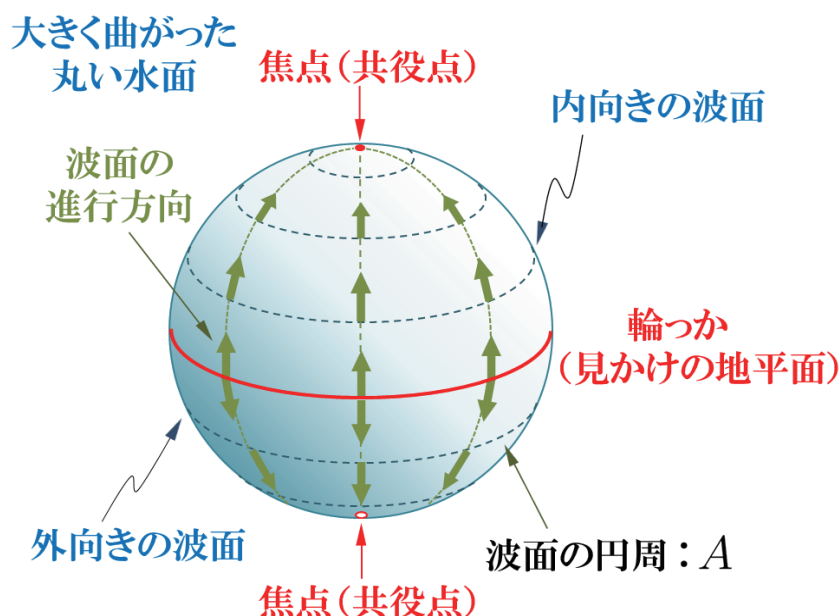 大きく曲がった
丸い水面
焦点(共役点)
内向きの波面
波面の
進行方向
輪っか
(見かけの地平面)
外向きの波面
波面の円周：A
焦点(共役点)